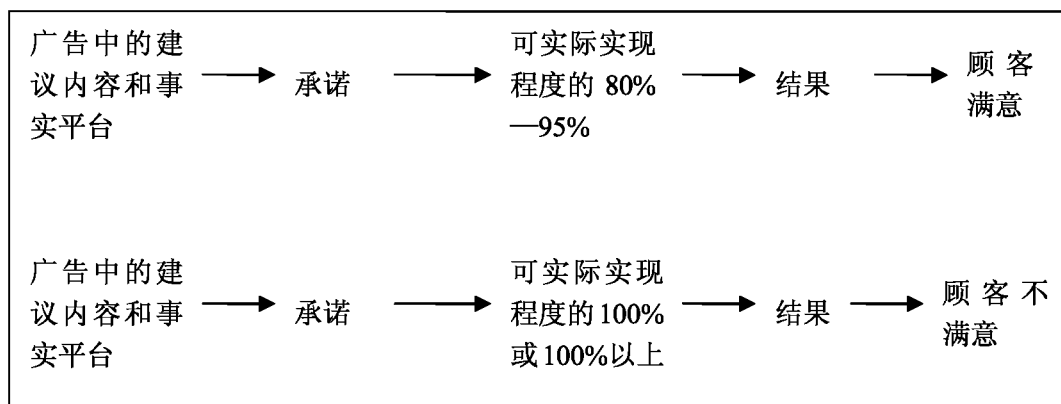 广告中的建
议内容和事
实平台
承诺
可实际实现
程度的 80%
—95%
结果
顾客
满意
广告中的建
议内容和事
实平台
承诺
可实际实现
程度的100%
或100%以上
结果
顾客不
满意